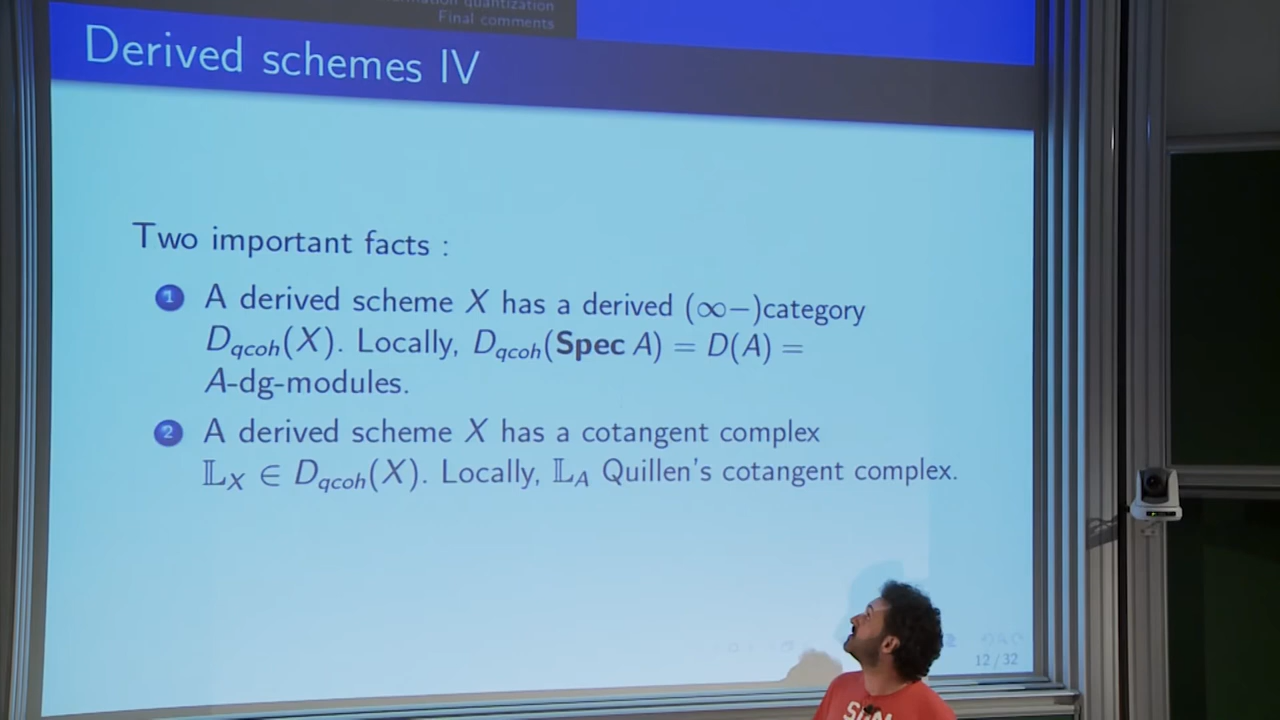 quantization
Final comments
Derived schemes IV
Two important facts :
1 A derived scheme X has a derived (∞−)category
D_qcoh(X). Locally, D_qcoh(Spec A) = D(A) =
A-dg-modules.
2 A derived scheme X has a cotangent complex
𝕃_X ∈ D_qcoh(X). Locally, 𝕃_A Quillen's cotangent complex.
12 / 32